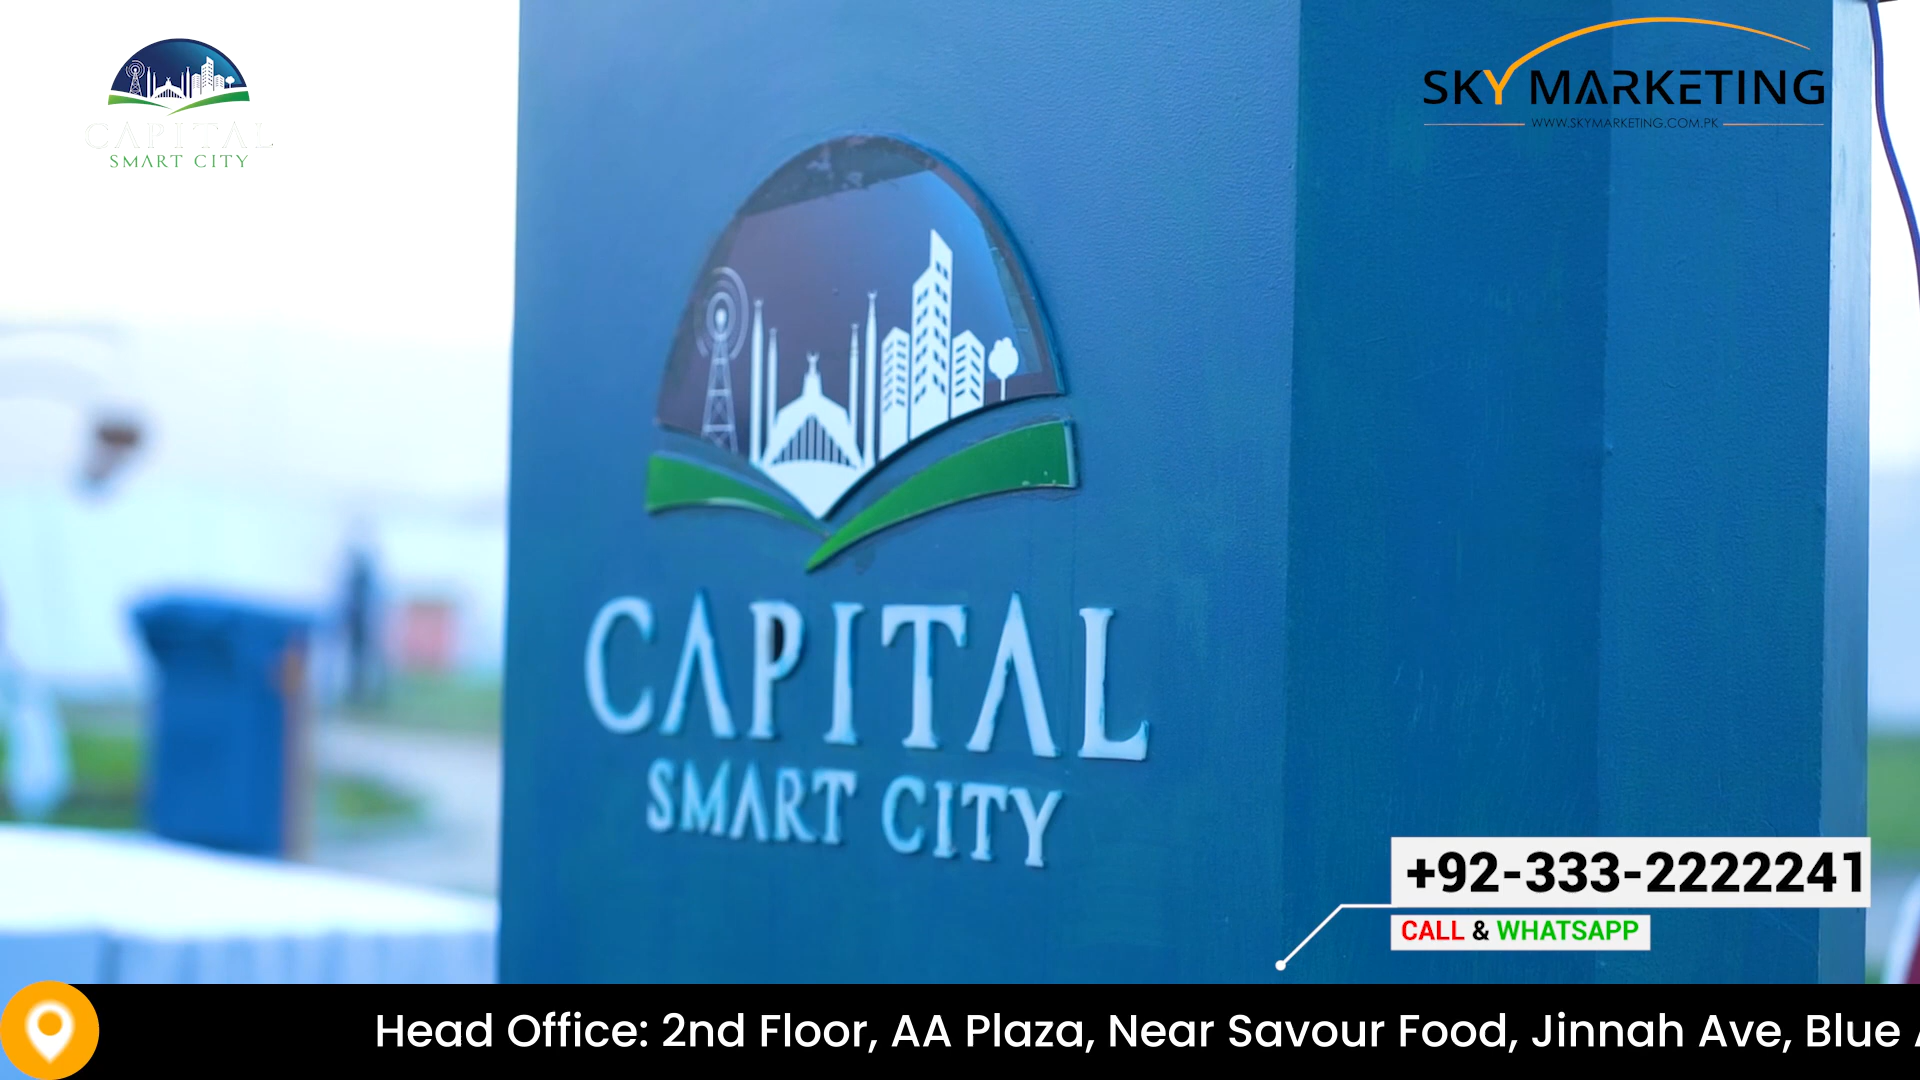 CAPITAL
SMART CITY
SKY MARKETING
WWW.SKYMARKETING.COM.PK
CAPITAL
SMART CITY
+92-333-2222241
CALL & WHATSAPP
Head Office: 2nd Floor, AA Plaza, Near Savour Food, Jinnah Ave, Blue